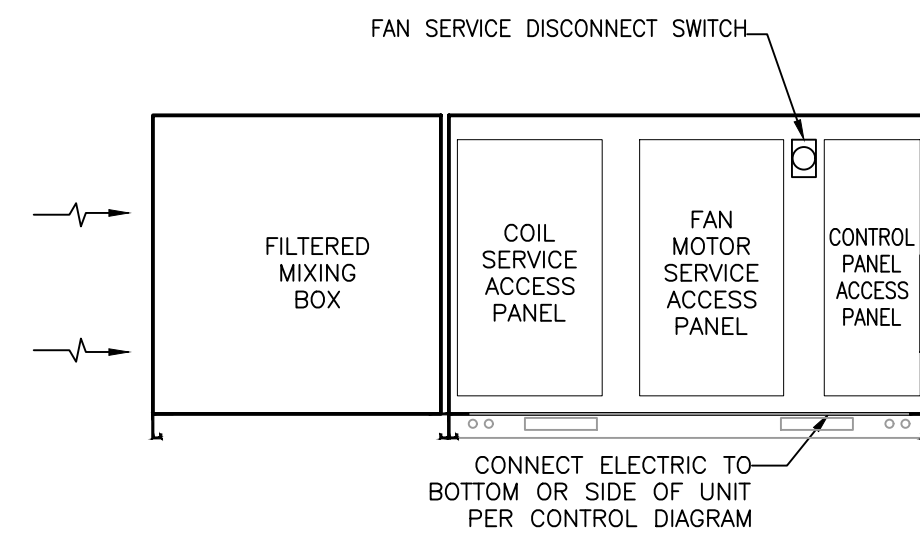 FAN SERVICE DISCONNECT SWITCH
FILTERED
MIXING
BOX
COIL
SERVICE
ACCESS
PANEL
FAN
MOTOR
SERVICE
ACCESS
PANEL
CONTROL
PANEL
ACCESS
PANEL
CONNECT ELECTRIC TO
BOTTOM OR SIDE OF UNIT
PER CONTROL DIAGRAM